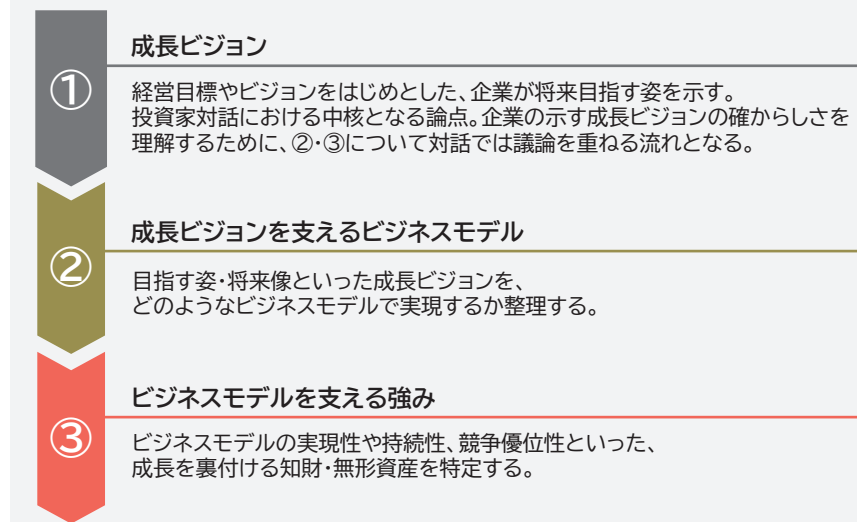 ①
成長ビジョン
経営目標やビジョンをはじめとした、企業が将来目指す姿を示す。
投資家対話における中核となる論点。企業の示す成長ビジョンの確からしさを
理解するために、②・③について対話では議論を重ねる流れとなる。
②
成長ビジョンを支えるビジネスモデル
目指す姿・将来像といった成長ビジョンを、
どのようなビジネスモデルで実現するか整理する。
③
ビジネスモデルを支える強み
ビジネスモデルの実現性や持続性、競争優位性といった、
成長を裏付ける知財・無形資産を特定する。